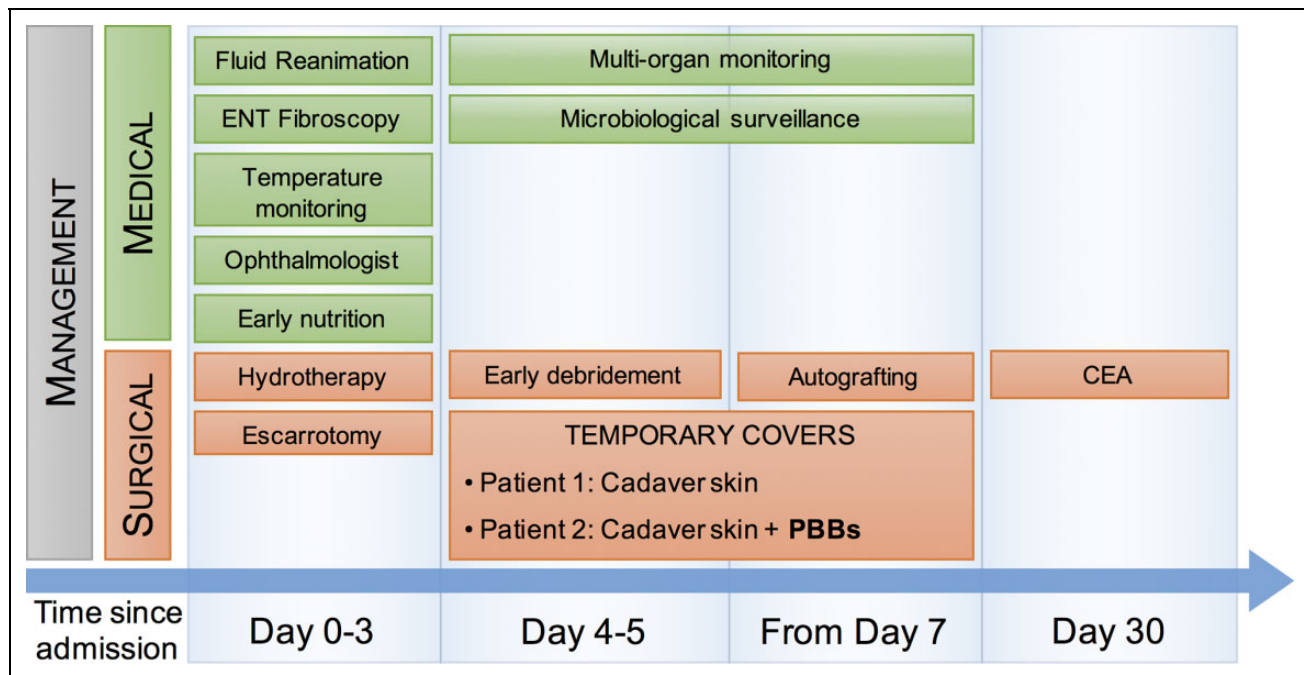 MANAGEMENT
MEDICAL
Fluid Reanimation
Multi-organ monitoring
ENT Fibroscopy
Microbiological surveillance
Temperature
monitoring
Ophthalmologist
Early nutrition
SURGICAL
Hydrotherapy
Early debridement
Autografting
CEA
Escarrotomy
TEMPORARY COVERS
• Patient 1: Cadaver skin
• Patient 2: Cadaver skin + PBBs
Time since
admission
Day 0-3
Day 4-5
From Day 7
Day 30